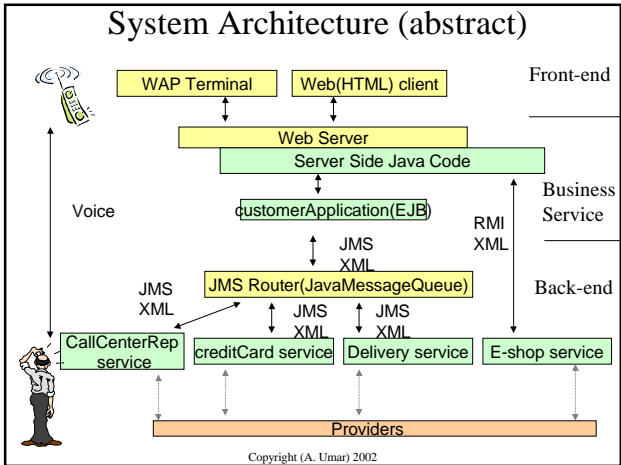 System Architecture (abstract)
WAP Terminal
Web(HTML) client
Front-end
Web Server
Server Side Java Code
Voice
customerApplication(EJB)
RMI
XML
Business
Service
JMS
XML
JMS
XML
JMS Router(JavaMessageQueue)
Back-end
JMS
XML
JMS
XML
CallCenterRep
service
creditCard service
Delivery service
E-shop service
Providers
Copyright (A. Umar) 2002